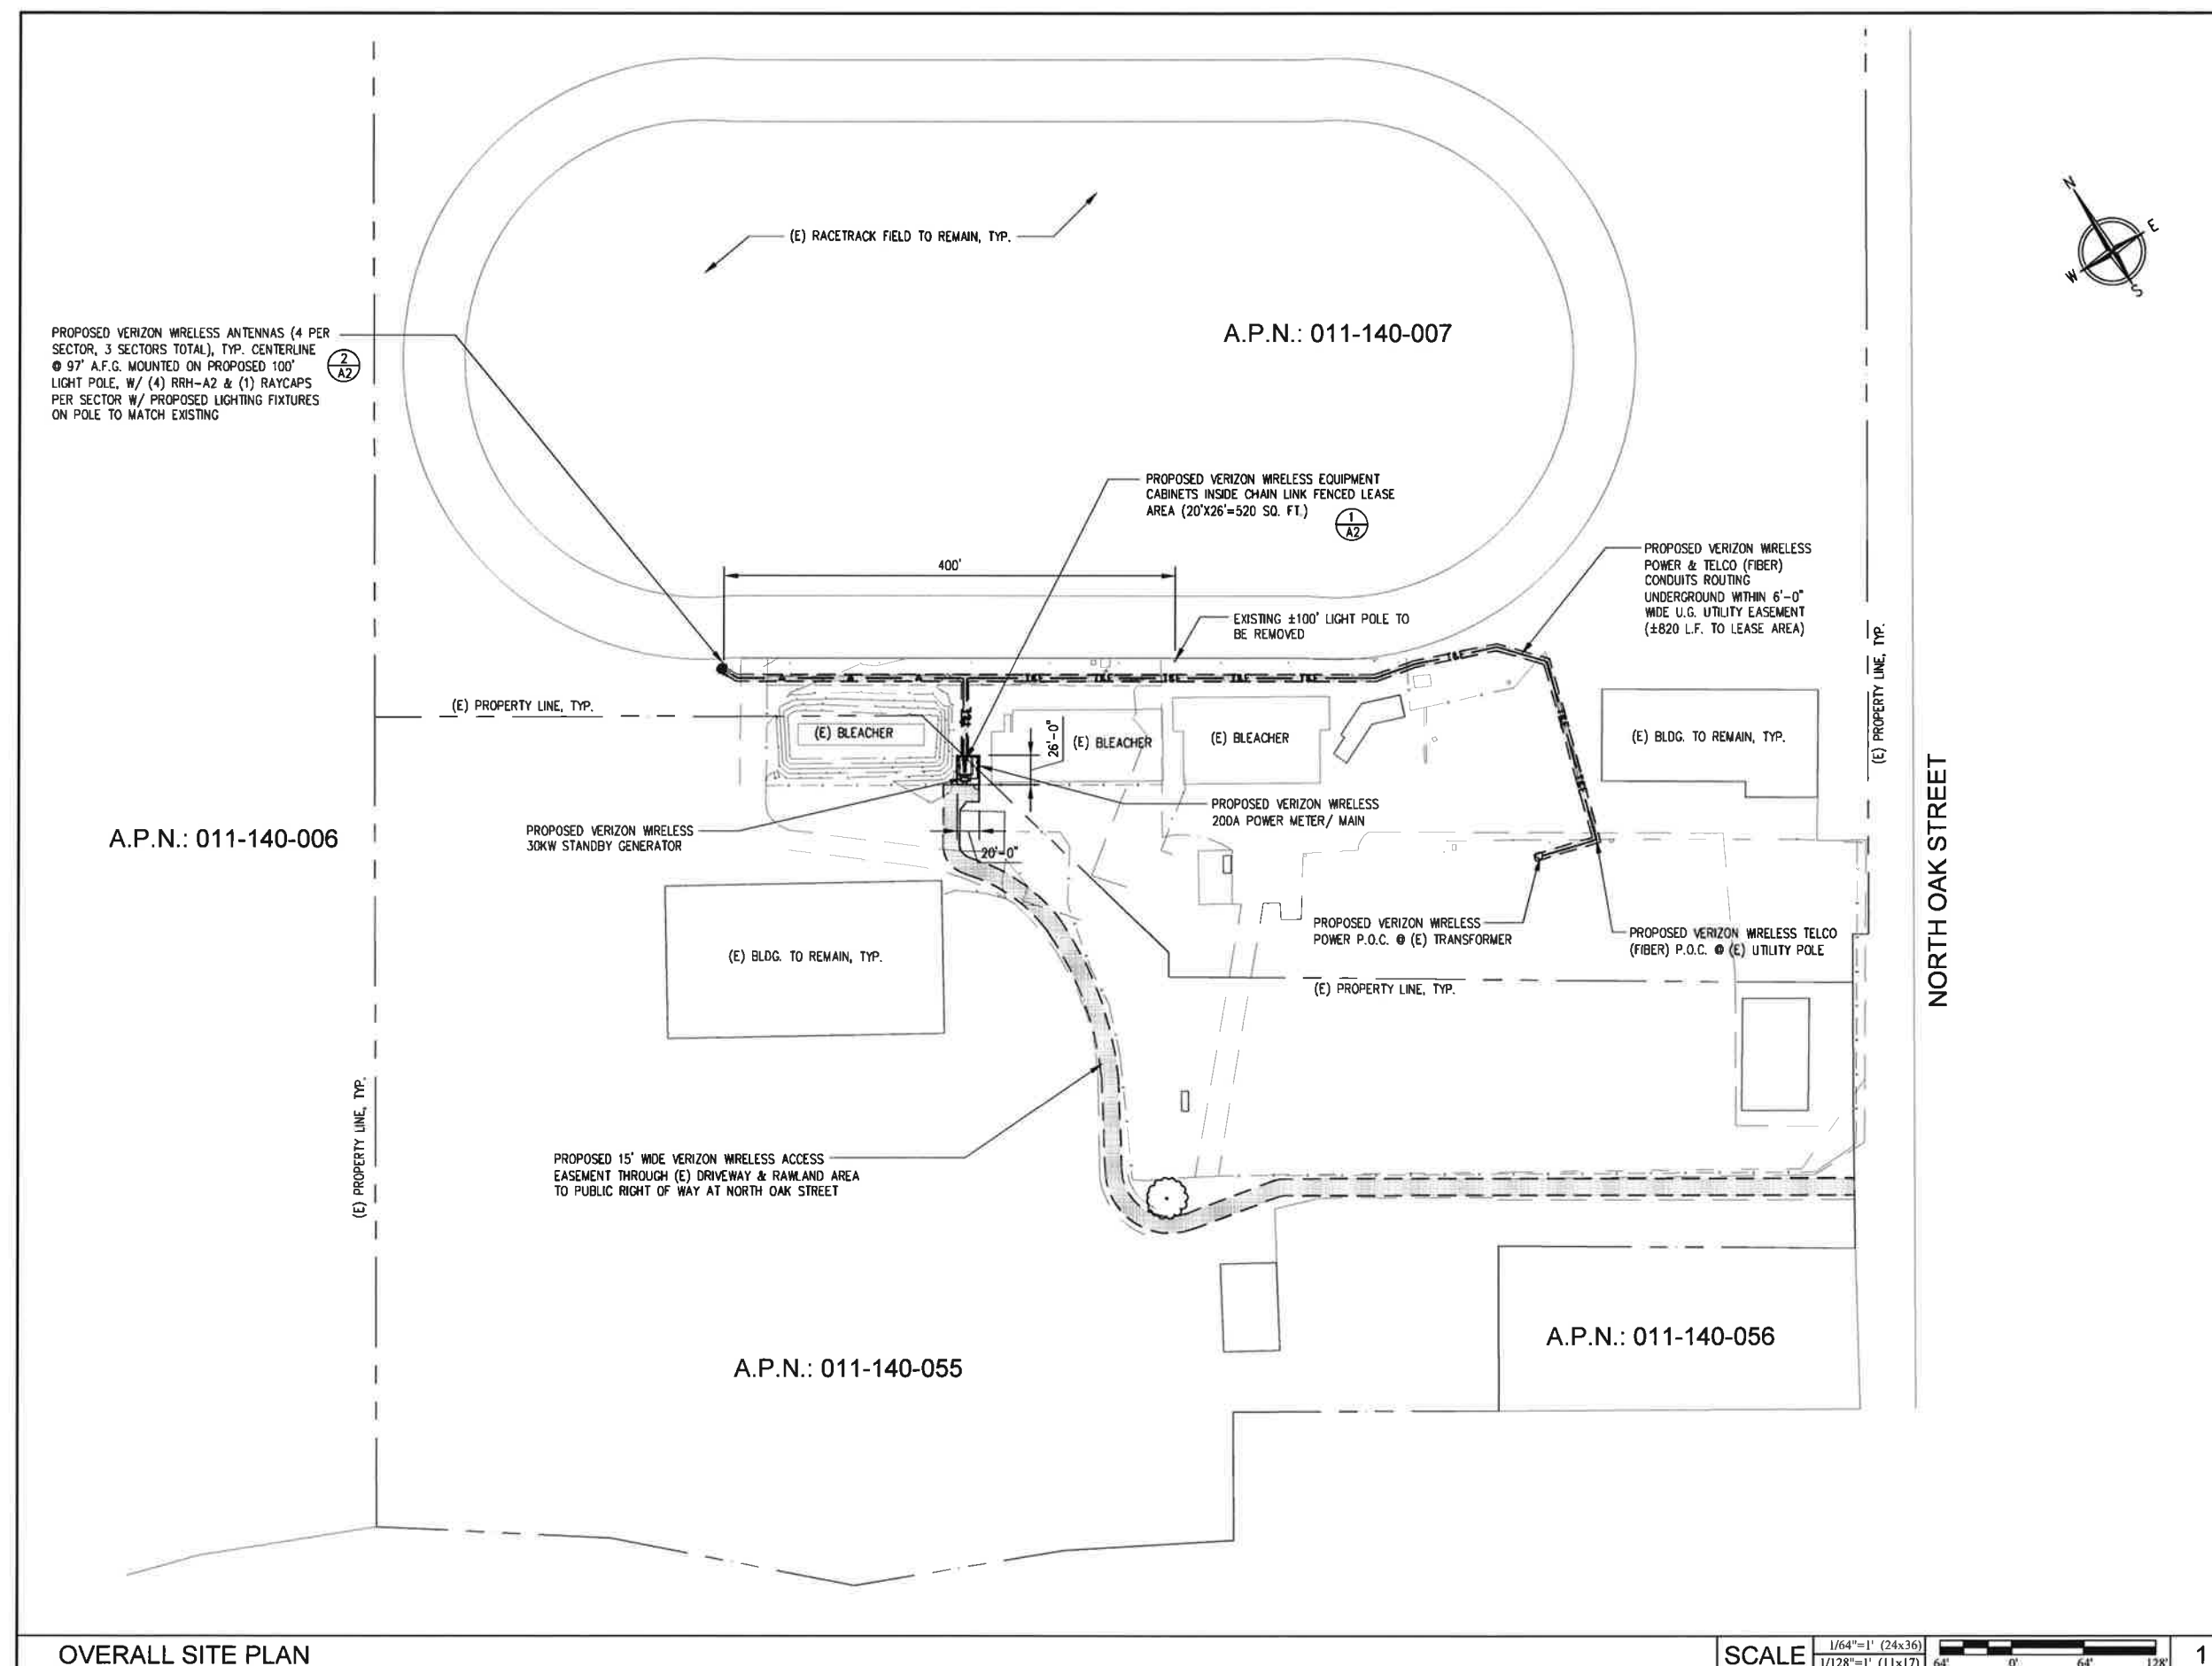 (E) RACETRACK FIELD TO REMAIN, TYP.
N
E
W
S
A.P.N.: 011-140-007
PROPOSED VERIZON WIRELESS ANTENNAS (4 PER
SECTOR, 3 SECTORS TOTAL), TYP. CENTERLINE
@ 97' A.F.G. MOUNTED ON PROPOSED 100'
LIGHT POLE, W/ (4) RRH-A2 & (1) RAYCAPS
PER SECTOR W/ PROPOSED LIGHTING FIXTURES
ON POLE TO MATCH EXISTING
2
A2
PROPOSED VERIZON WIRELESS EQUIPMENT
CABINETS INSIDE CHAIN LINK FENCED LEASE
AREA (20'X26'=520 SQ. FT.)
1
A2
400'
PROPOSED VERIZON WIRELESS
POWER & TELCO (FIBER)
CONDUITS ROUTING
UNDERGROUND WITHIN 6'-0"
WIDE U.G. UTILITY EASEMENT
(±820 L.F. TO LEASE AREA)
EXISTING ±100' LIGHT POLE TO
BE REMOVED
(E) PROPERTY LINE, TYP.
(E) PROPERTY LINE, TYP.
(E) BLEACHER
26'-0"
(E) BLEACHER
(E) BLEACHER
(E) BLDG. TO REMAIN, TYP.
NORTH OAK STREET
A.P.N.: 011-140-006
PROPOSED VERIZON WIRELESS
30KW STANDBY GENERATOR
20'-0"
PROPOSED VERIZON WIRELESS
200A POWER METER/ MAIN
PROPOSED VERIZON WIRELESS
POWER P.O.C. @ (E) TRANSFORMER
PROPOSED VERIZON WIRELESS TELCO
(FIBER) P.O.C. @ (E) UTILITY POLE
(E) BLDG. TO REMAIN, TYP.
(E) PROPERTY LINE, TYP.
(E) PROPERTY LINE, TYP.
PROPOSED 15' WIDE VERIZON WIRELESS ACCESS
EASEMENT THROUGH (E) DRIVEWAY & RAWLAND AREA
TO PUBLIC RIGHT OF WAY AT NORTH OAK STREET
A.P.N.: 011-140-056
A.P.N.: 011-140-055
OVERALL SITE PLAN
SCALE
1/64"=1' (24x36)
1/128"=1' (11x17)
64' 0' 64' 128'
1